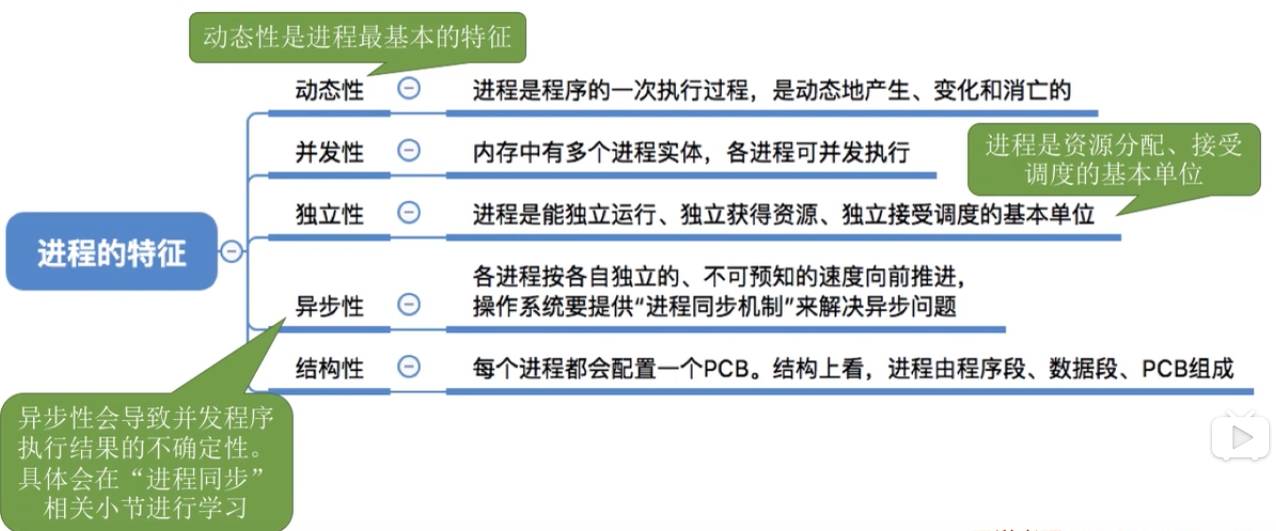 动态性是进程最基本的特征
动态性 进程是程序的一次执行过程，是动态地产生、变化和消亡的
并发性 内存中有多个进程实体，各进程可并发执行
进程是资源分配、接受
调度的基本单位
独立性 进程是能独立运行、独立获得资源、独立接受调度的基本单位
进程的特征
各进程按各自独立的、不可预知的速度向前推进，
异步性 操作系统要提供“进程同步机制”来解决异步问题
结构性 每个进程都会配置一个PCB。结构上看，进程由程序段、数据段、PCB组成
异步性会导致并发程序
执行结果的不确定性。
具体会在“进程同步”
相关小节进行学习